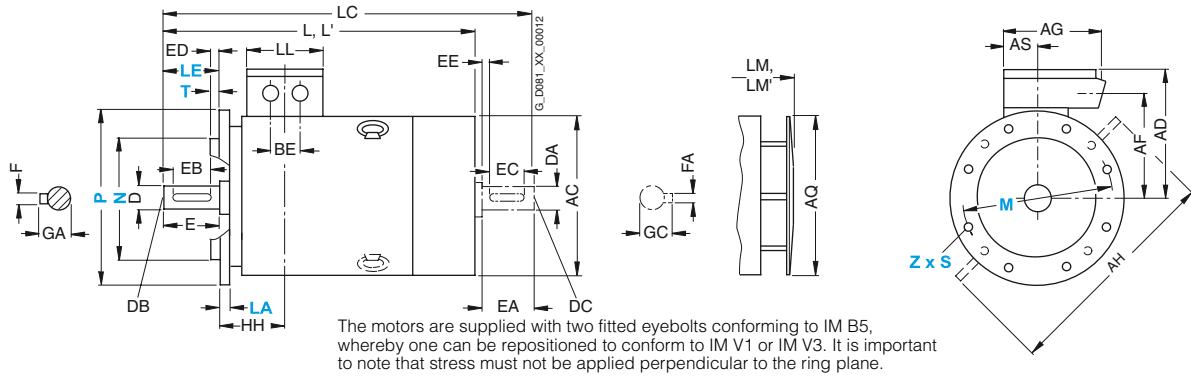 LC
L, L'
ED
LL
EE
LE
T
G_D081_XX_00012
LM,
LM'
AG
AS
BE
F
EB
P
N
D
EC
DA
AC
FA
AQ
AF
AD
M
GA
E
GC
Z x S
AH
DB
LA
HH
EA
DC
The motors are supplied with two fitted eyebolts conforming to IM B5,
whereby one can be repositioned to conform to IM V1 or IM V3. It is important
to note that stress must not be applied perpendicular to the ring plane.